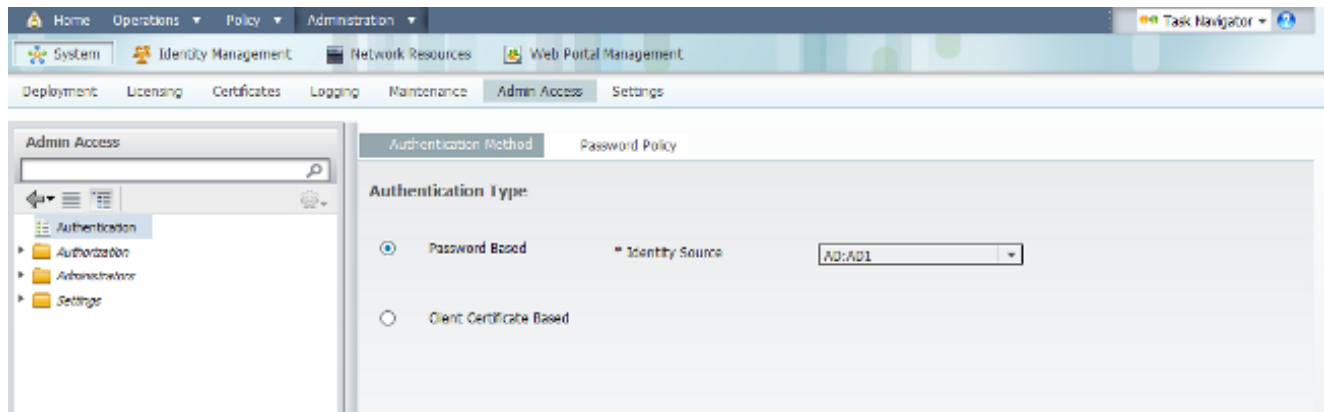 Home Operations Policy Administration Task Navigator
System Identity Management Network Resources Web Portal Management
Deployment Licensing Certificates Logging Maintenance Admin Access Settings
Admin Access
Authentication Method Password Policy
Authentication Type
Authentication
Authorization
Administrators
Settings
Password Based * Identity Source AD:AD1
Client Certificate Based